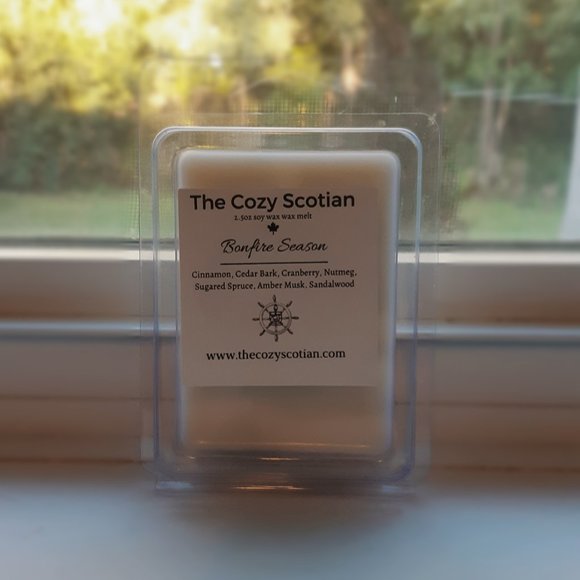 The Cozy Scotian
2.5oz soy wax wax melt
Bonfire Season
Cinnamon, Cedar Bark, Cranberry, Nutmeg,
Sugared Spruce, Amber Musk, Sandalwood
www.thecozyscotian.com